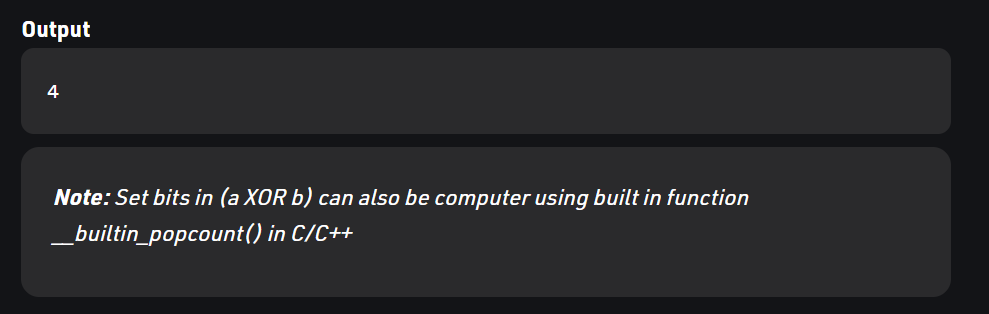 Output
4
Note: Set bits in (a XOR b) can also be computer using built in function
__builtin_popcount() in C/C++